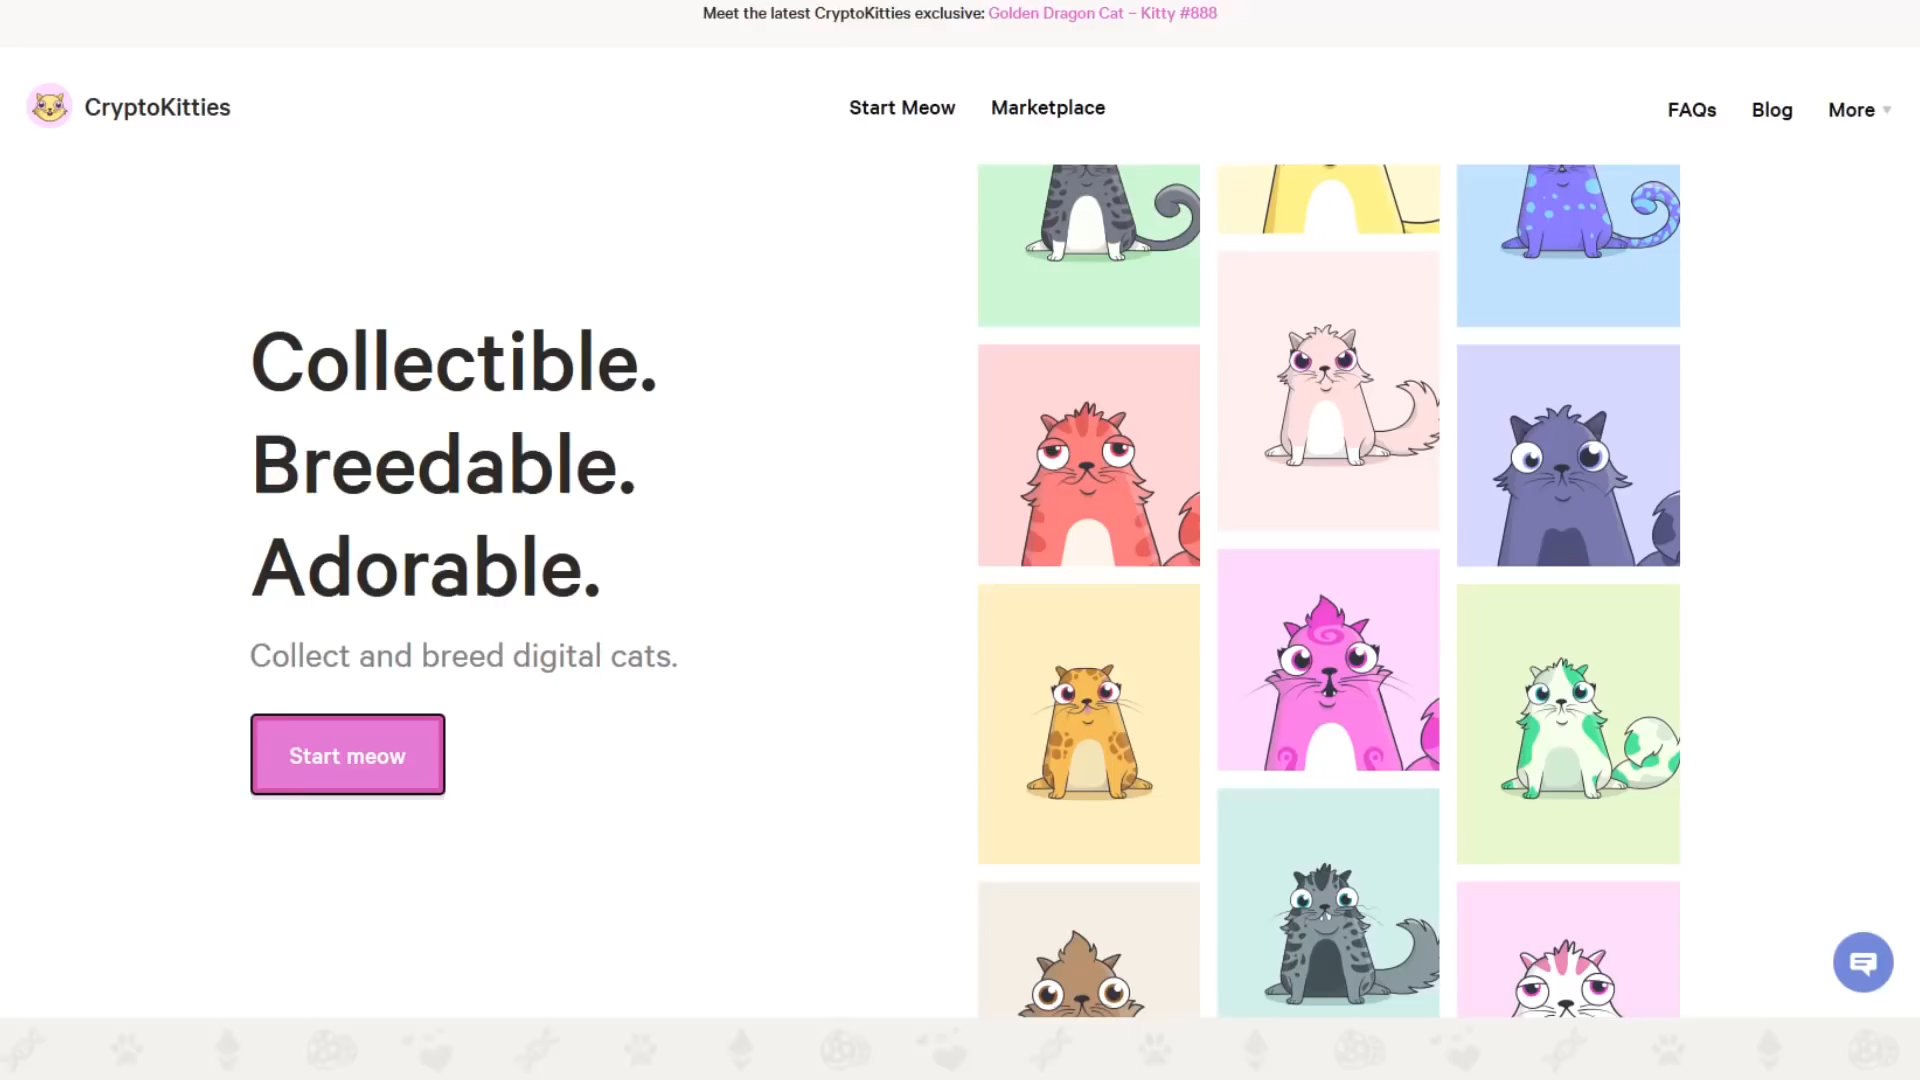 Meet the latest CryptoKitties exclusive: Golden Dragon Cat – Kitty #888
CryptoKitties
Start Meow
Marketplace
FAQs
Blog
More
Collectible.
Breedable.
Adorable.
Collect and breed digital cats.
Start meow